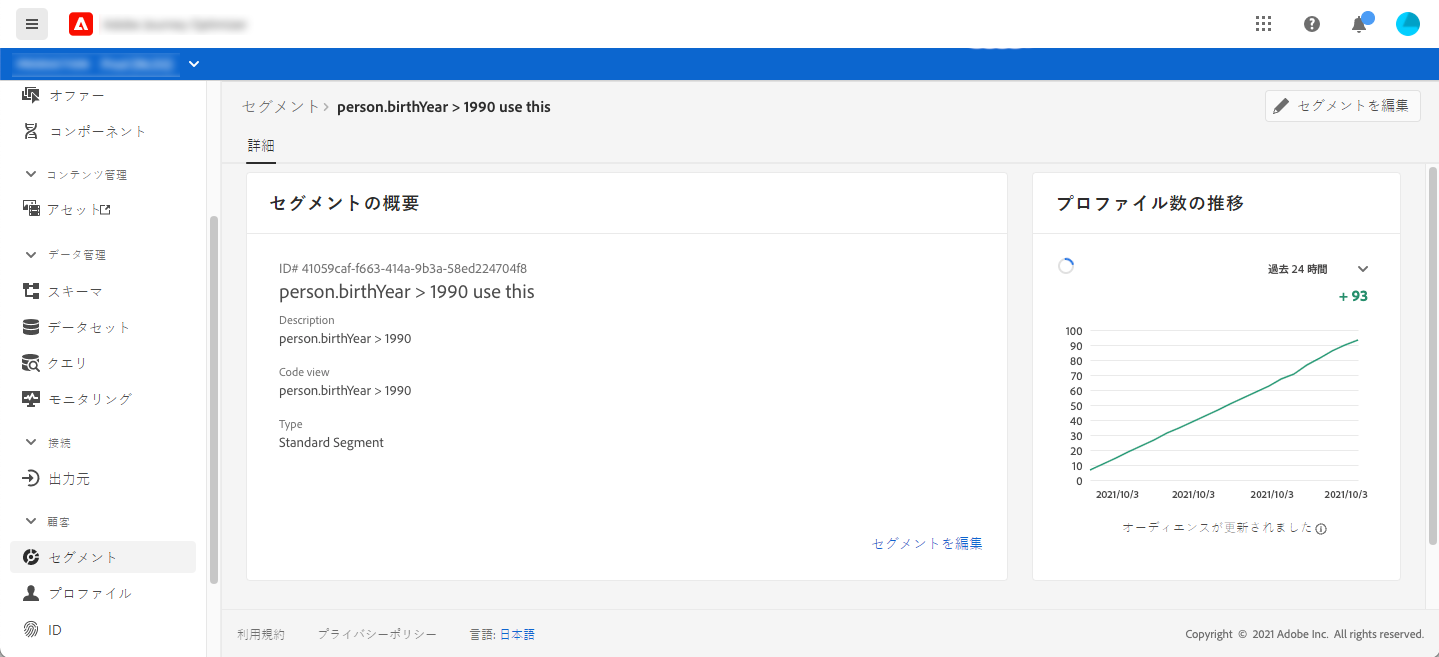 オファー
コンポーネント
コンテンツ管理
アセット
データ管理
スキーマ
データセット
クエリ
モニタリング
接続
出力元
顧客
セグメント
プロファイル
ID
セグメント > person.birthYear > 1990 use this
セグメントを編集
詳細
セグメントの概要
ID# 41059caf-f663-414a-9b3a-58ed224704f8
person.birthYear > 1990 use this
Description
person.birthYear > 1990
Code view
person.birthYear > 1990
Type
Standard Segment
セグメントを編集
プロファイル数の推移
過去 24 時間
+ 93
100
90
80
70
60
50
40
30
20
10
0
2021/10/3 2021/10/3 2021/10/3 2021/10/3
オーディエンスが更新されました
利用規約 プライバシーポリシー 言語: 日本語
Copyright © 2021 Adobe Inc. All rights reserved.